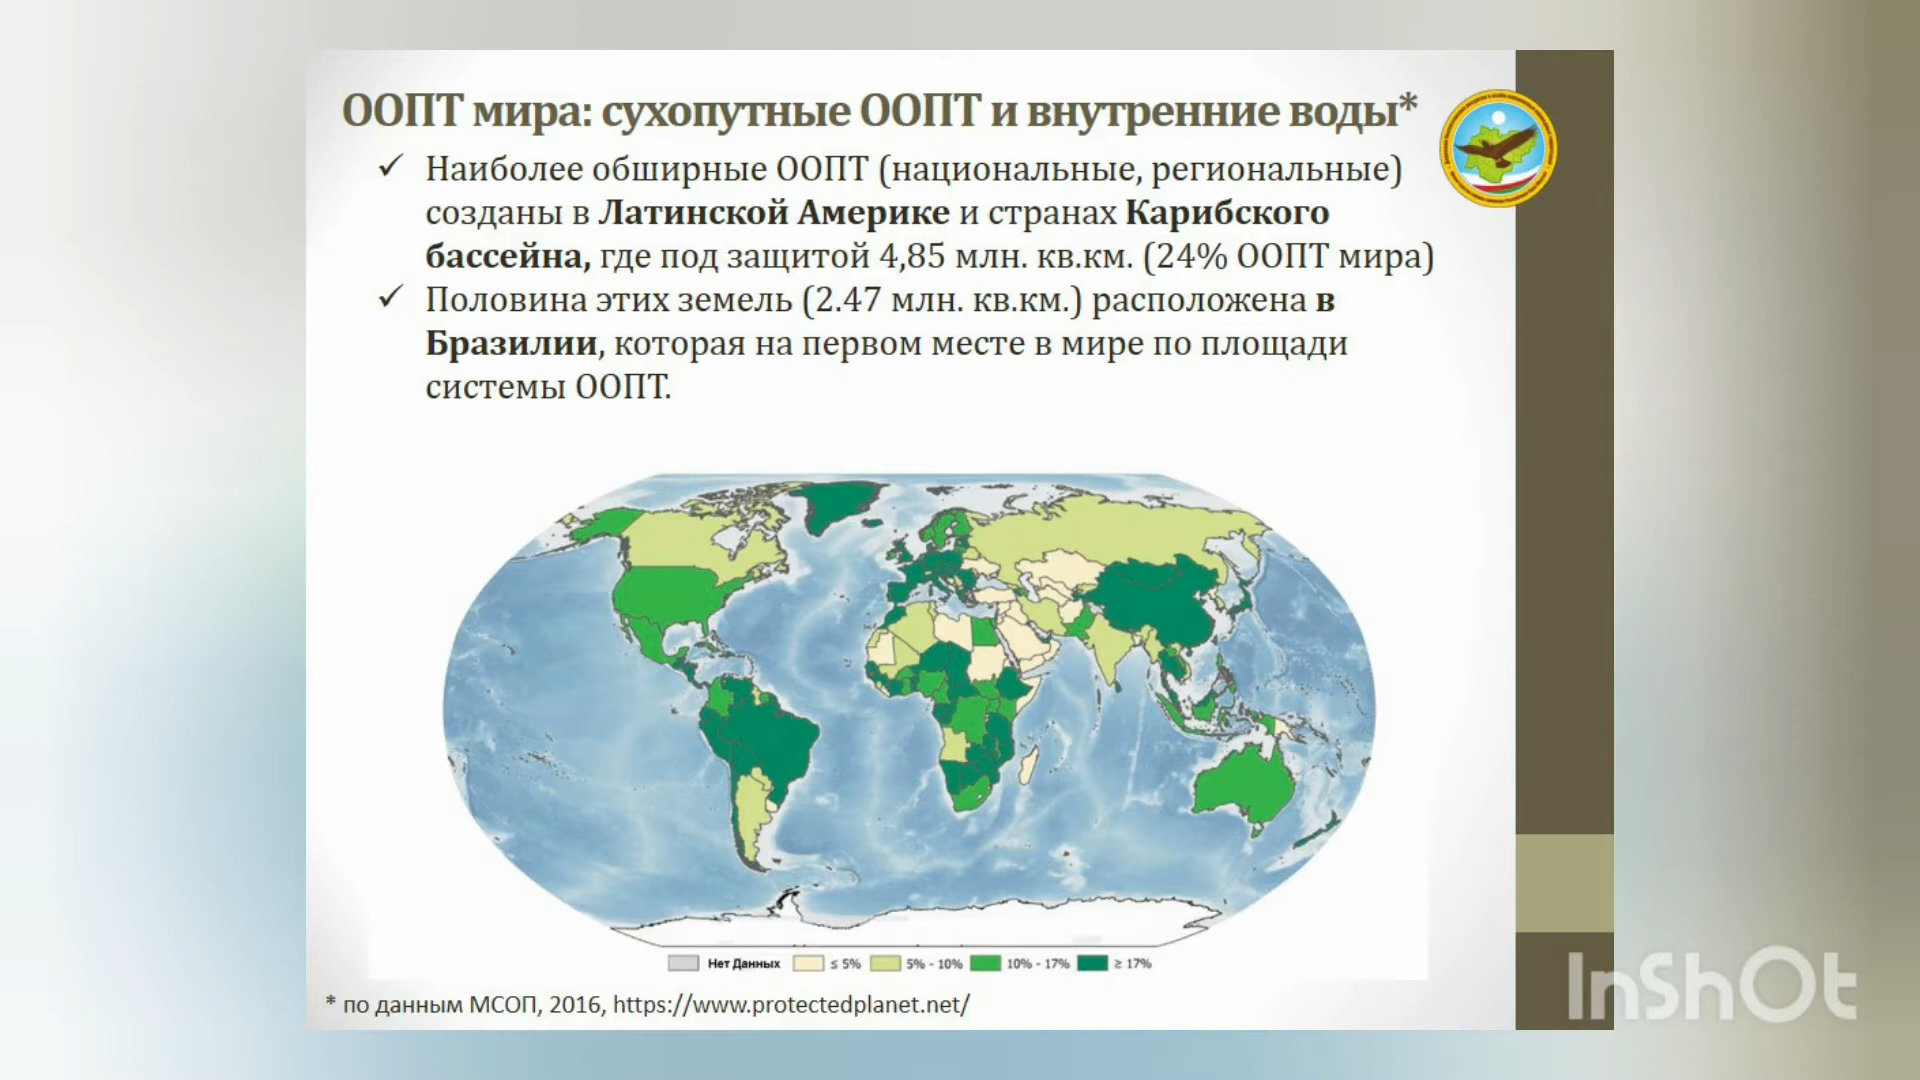 ООПТ мира: сухопутные ООПТ и внутренние воды*
✓ Наиболее обширные ООПТ (национальные, региональные)
созданы в Латинской Америке и странах Карибского
бассейна, где под защитой 4,85 млн. кв.км. (24% ООПТ мира)
✓ Половина этих земель (2.47 млн. кв.км.) расположена в
Бразилии, которая на первом месте в мире по площади
системы ООПТ.
Нет Данных ≤ 5% 5% - 10% 10% - 17% ≥ 17%
* по данным МСОП, 2016, https://www.protectedplanet.net/
InShOt